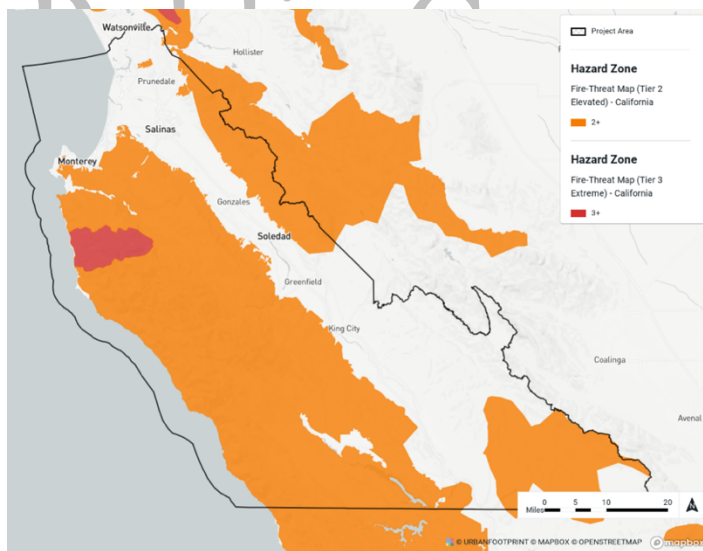 Watsonville
Hollister
Prunedale
Salinas
Monterey
Gonzales
Soledad
Greenfield
King City
Coalinga
Avenal
Project Area
Hazard Zone
Fire-Threat Map (Tier 2
Elevated) - California
2+
Hazard Zone
Fire-Threat Map (Tier 3
Extreme) - California
3+
0 5 10 20
Miles
© URBANFOOTPRINT © MAPBOX © OPENSTREETMAP
mapbox